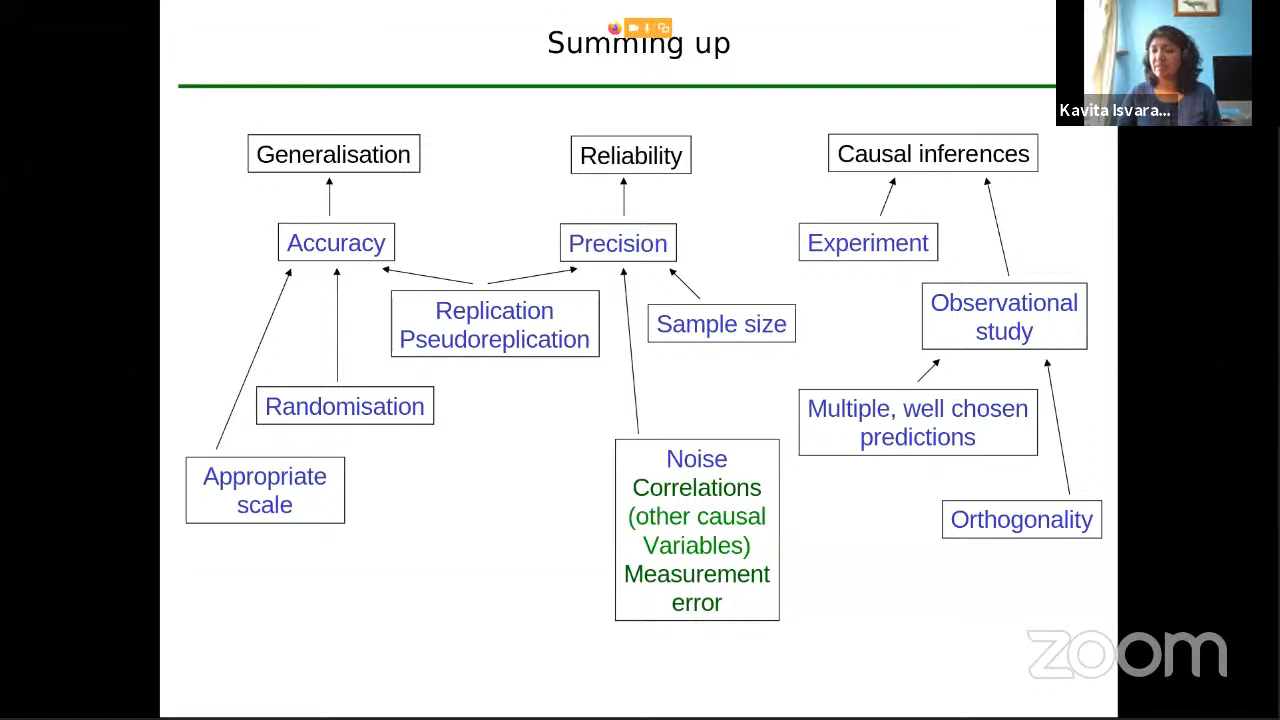 Summing up
Kavita Isvara...
Generalisation
Reliability
Causal inferences
Accuracy
Precision
Experiment
Replication
Pseudoreplication
Sample size
Observational
study
Randomisation
Multiple, well chosen
predictions
Appropriate
scale
Noise
Correlations
(other causal
Variables)
Measurement
error
Orthogonality
zoom